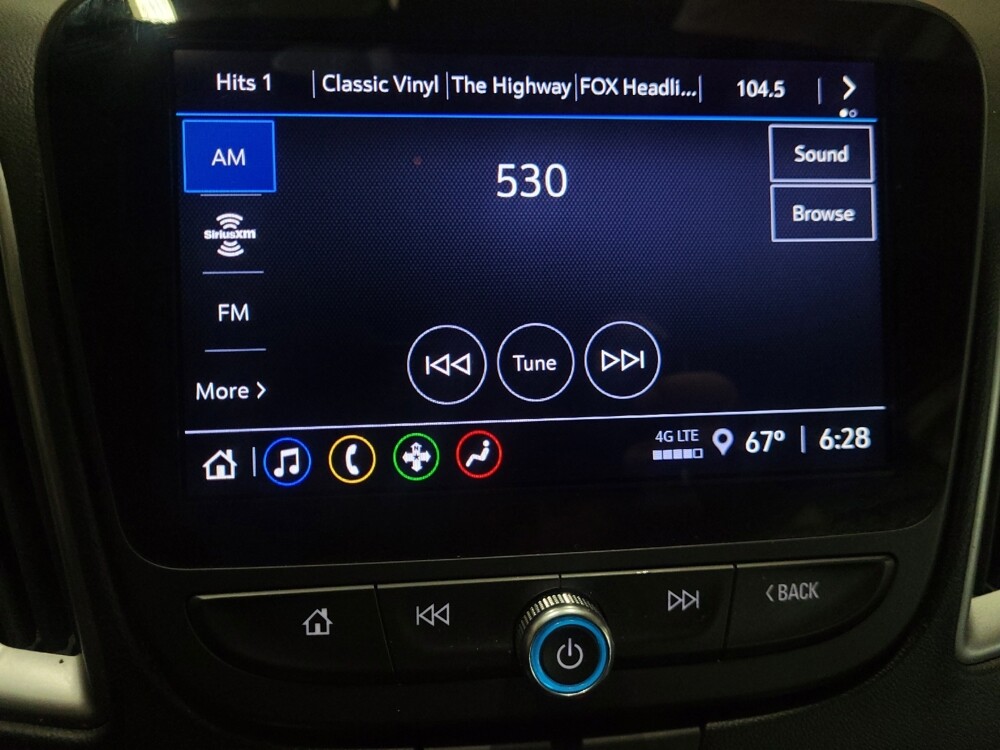 Hits 1 Classic Vinyl The Highway FOX Headli... 104.5
AM
530
Sound
SiriusXM
Browse
FM
Tune
More
4G LTE 67° 6:28
BACK